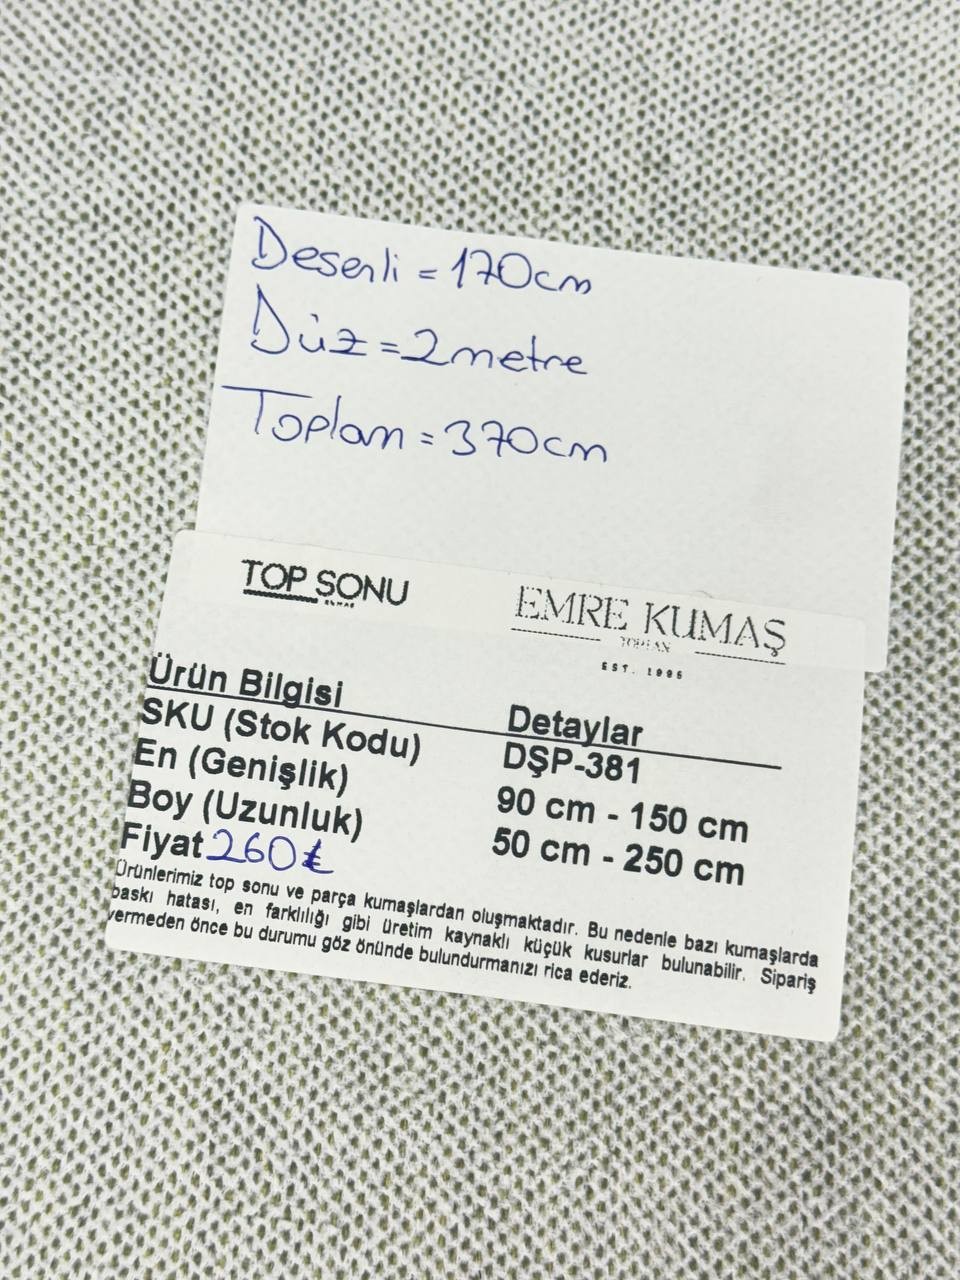 Desenli = 170cm
Düz = 2 metre
Toplam = 370cm
TOP SONU
EMRE KUMAŞ
TOPTAN
EST. 1995
Ürün Bilgisi Detaylar
SKU (Stok Kodu) DŞP-381
En (Genişlik) 90 cm - 150 cm
Boy (Uzunluk) 50 cm - 250 cm
Fiyat 260₺
Ürünlerimiz top sonu ve parça kumaşlardan oluşmaktadır. Bu nedenle bazı kumaşlarda
baskı hatası, en farklılığı gibi üretim kaynaklı küçük kusurlar bulunabilir. Sipariş
vermeden önce bu durumu göz önünde bulundurmanızı rica ederiz.